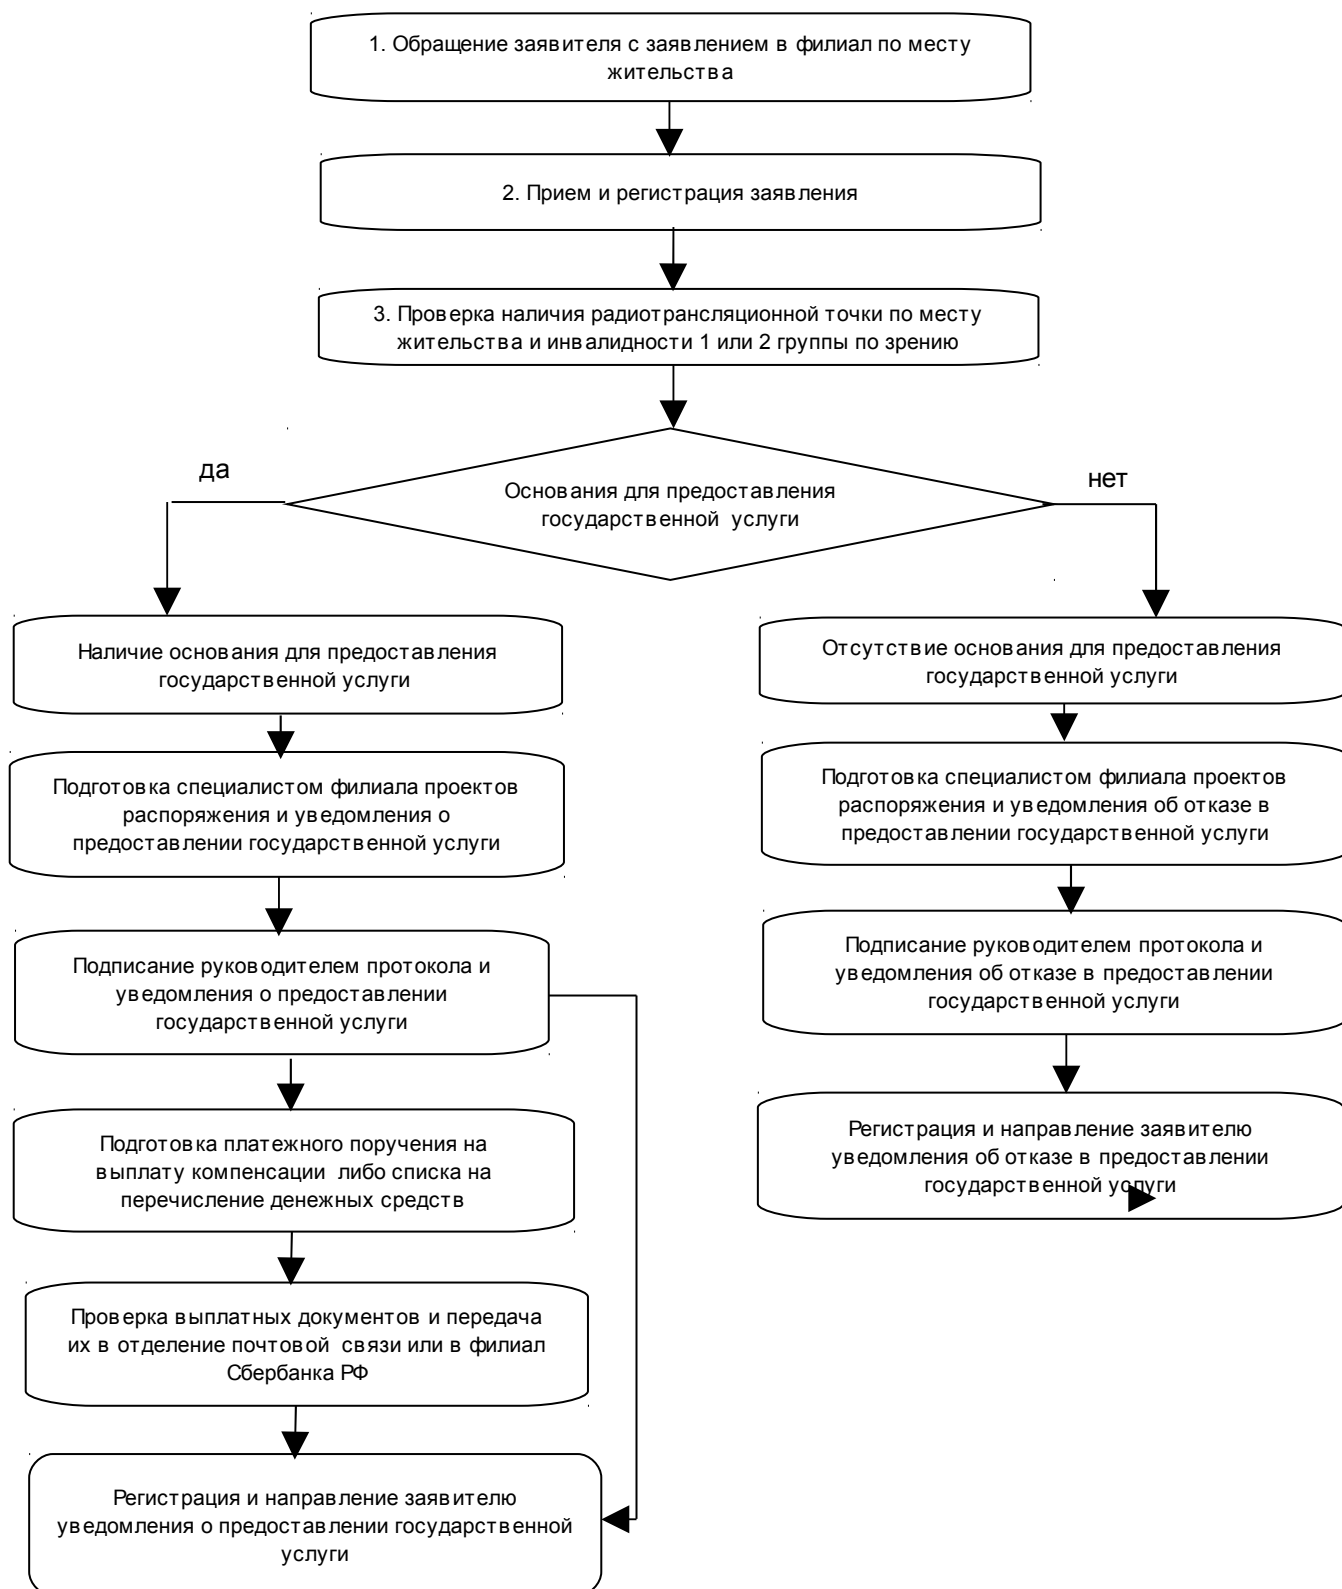 1. Обращение заявителя с заявлением в филиал по месту
жительства
2. Прием и регистрация заявления
3. Проверка наличия радиотрансляционной точки по месту
жительства и инвалидности 1 или 2 группы по зрению
да
нет
Основания для предоставления
государственной услуги
Наличие основания для предоставления
государственной услуги
Подготовка специалистом филиала проектов
распоряжения и уведомления о
предоставлении государственной услуги
Подписание руководителем протокола и
уведомления о предоставлении
государственной услуги
Подготовка платежного поручения на
выплату компенсации либо списка на
перечисление денежных средств
Проверка выплатных документов и передача
их в отделение почтовой связи или в филиал
Сбербанка РФ
Регистрация и направление заявителю
уведомления о предоставлении государственной
услуги
Отсутствие основания для предоставления
государственной услуги
Подготовка специалистом филиала проектов
распоряжения и уведомления об отказе в
предоставлении государственной услуги
Подписание руководителем протокола и
уведомления об отказе в предоставлении
государственной услуги
Регистрация и направление заявителю
уведомления об отказе в предоставлении
государственной услуги